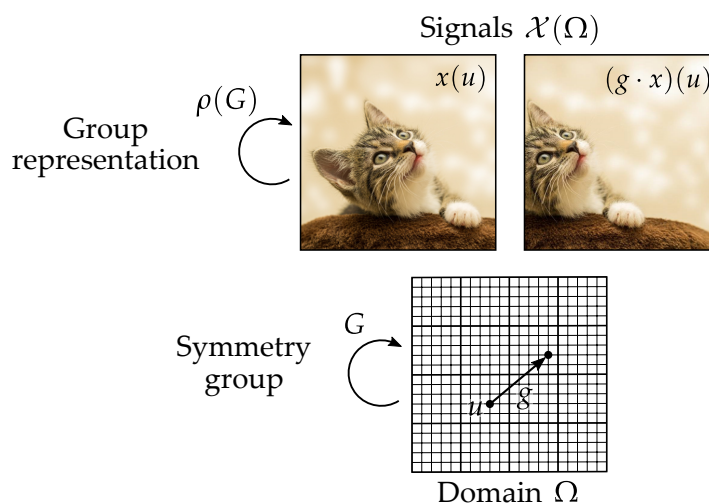 Signals 𝒳(Ω)
x(u)
(g · x)(u)
ρ(G)
Group
representation
G
Symmetry
group
u
g
Domain Ω